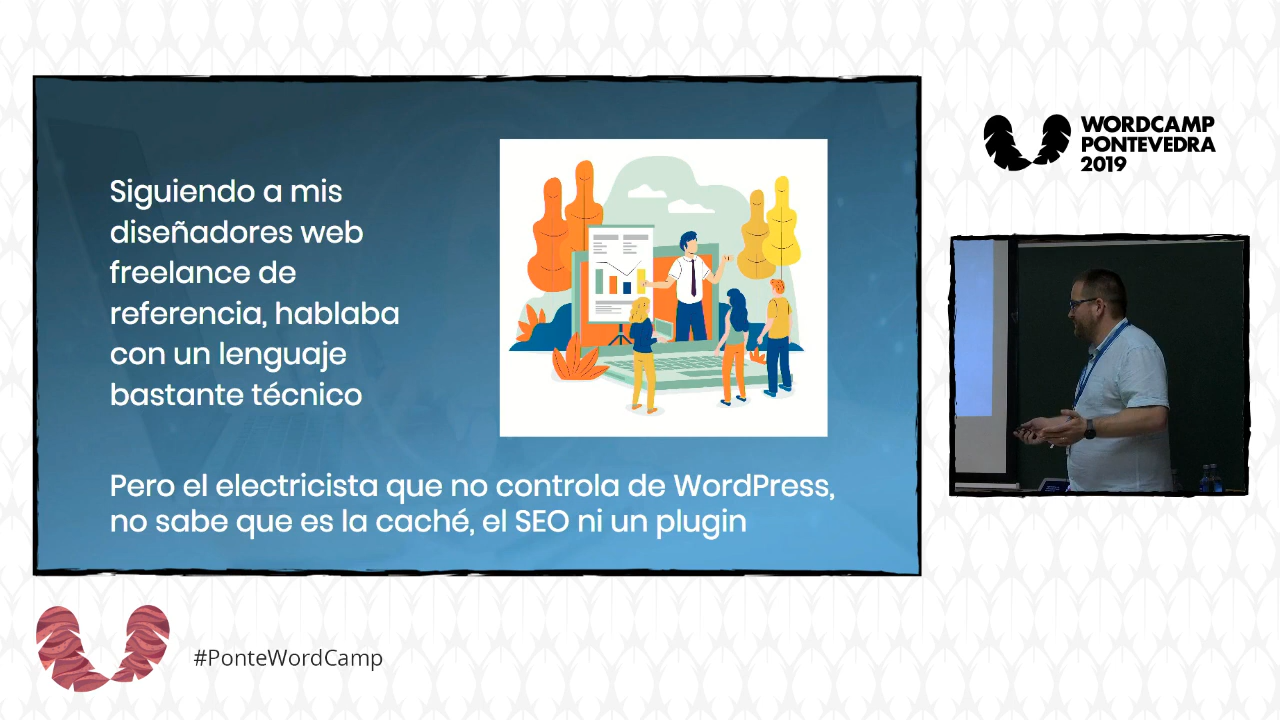 Siguiendo a mis
diseñadores web
freelance de
referencia, hablaba
con un lenguaje
bastante técnico
Pero el electricista que no controla de WordPress,
no sabe que es la caché, el SEO ni un plugin
WORDCAMP
PONTEVEDRA
2019
#PonteWordCamp